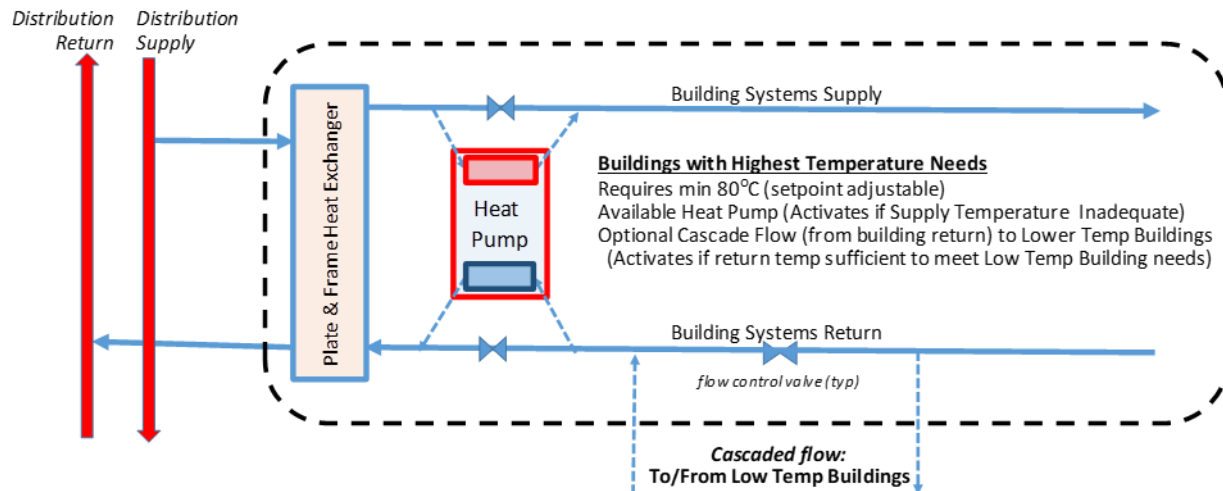 Distribution
Return
Distribution
Supply
Plate & Frame Heat Exchanger
Building Systems Supply
Heat
Pump
Buildings with Highest Temperature Needs
Requires min 80°C (setpoint adjustable)
Available Heat Pump (Activates if Supply Temperature Inadequate)
Optional Cascade Flow (from building return) to Lower Temp Buildings
(Activates if return temp sufficient to meet Low Temp Building needs)
Building Systems Return
flow control valve (typ)
Cascaded flow:
To/From Low Temp Buildings